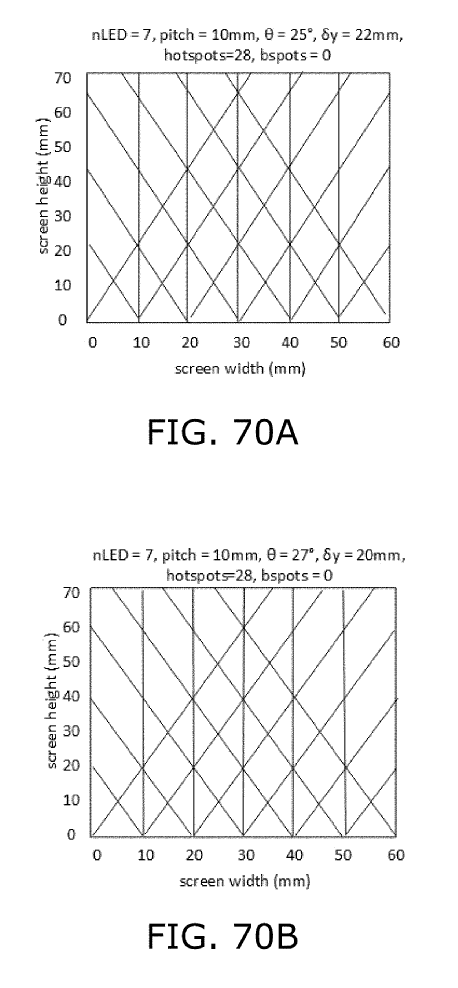 nLED = 7, pitch = 10mm, θ = 25°, δy = 22mm,
hotspots=28, bspots = 0
70
60
50
40
30
20
10
0
screen height (mm)
0 10 20 30 40 50 60
screen width (mm)
FIG. 70A
nLED = 7, pitch = 10mm, θ = 27°, δy = 20mm,
hotspots=28, bspots = 0
70
60
50
40
30
20
10
0
screen height (mm)
0 10 20 30 40 50 60
screen width (mm)
FIG. 70B